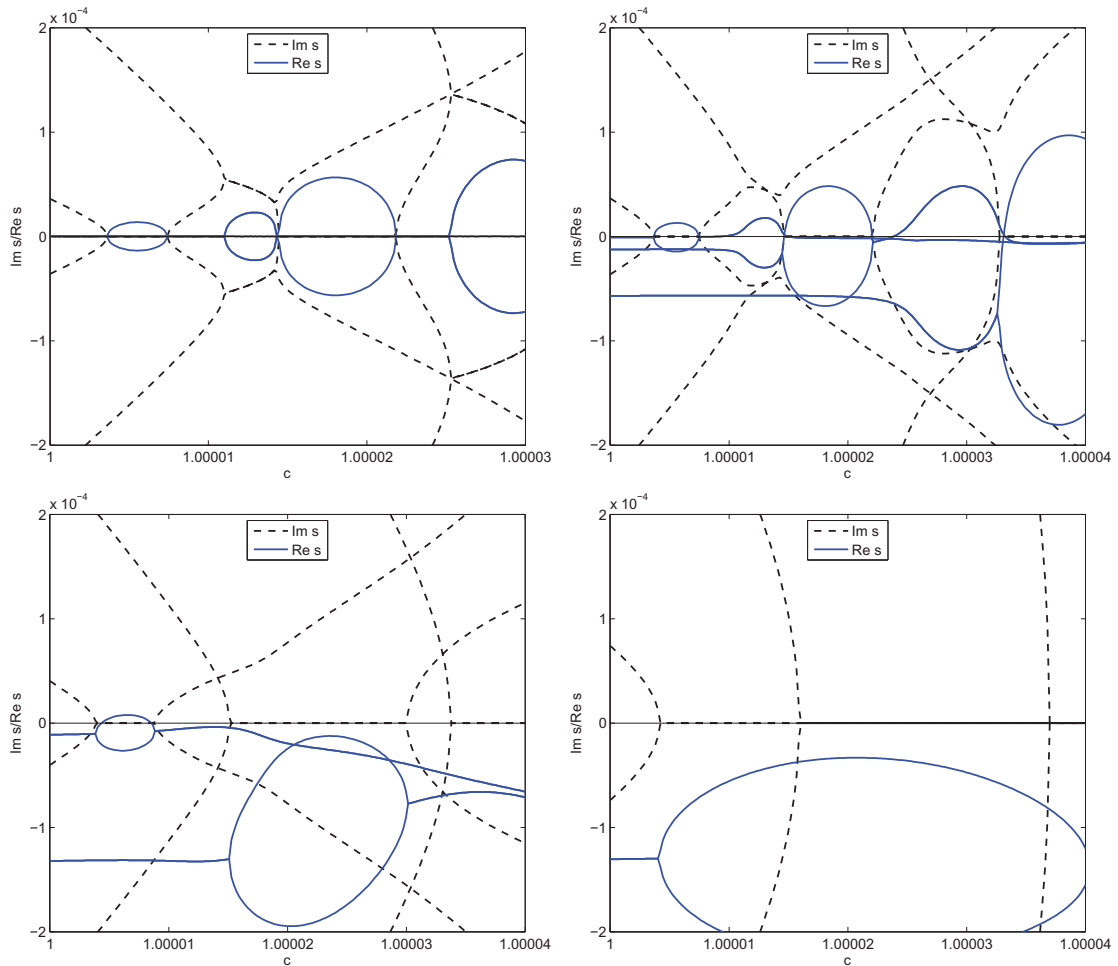 x 10⁻⁴
2
1
0
−1
−2
Im s/Re s
Im s
Re s
1
1.00001
1.00002
1.00003
c
x 10⁻⁴
2
1
0
−1
−2
Im s/Re s
Im s
Re s
1
1.00001
1.00002
1.00003
1.00004
c
x 10⁻⁴
2
1
0
−1
−2
Im s/Re s
Im s
Re s
1
1.00001
1.00002
1.00003
1.00004
c
x 10⁻⁴
2
1
0
−1
−2
Im s/Re s
Im s
Re s
1
1.00001
1.00002
1.00003
1.00004
c